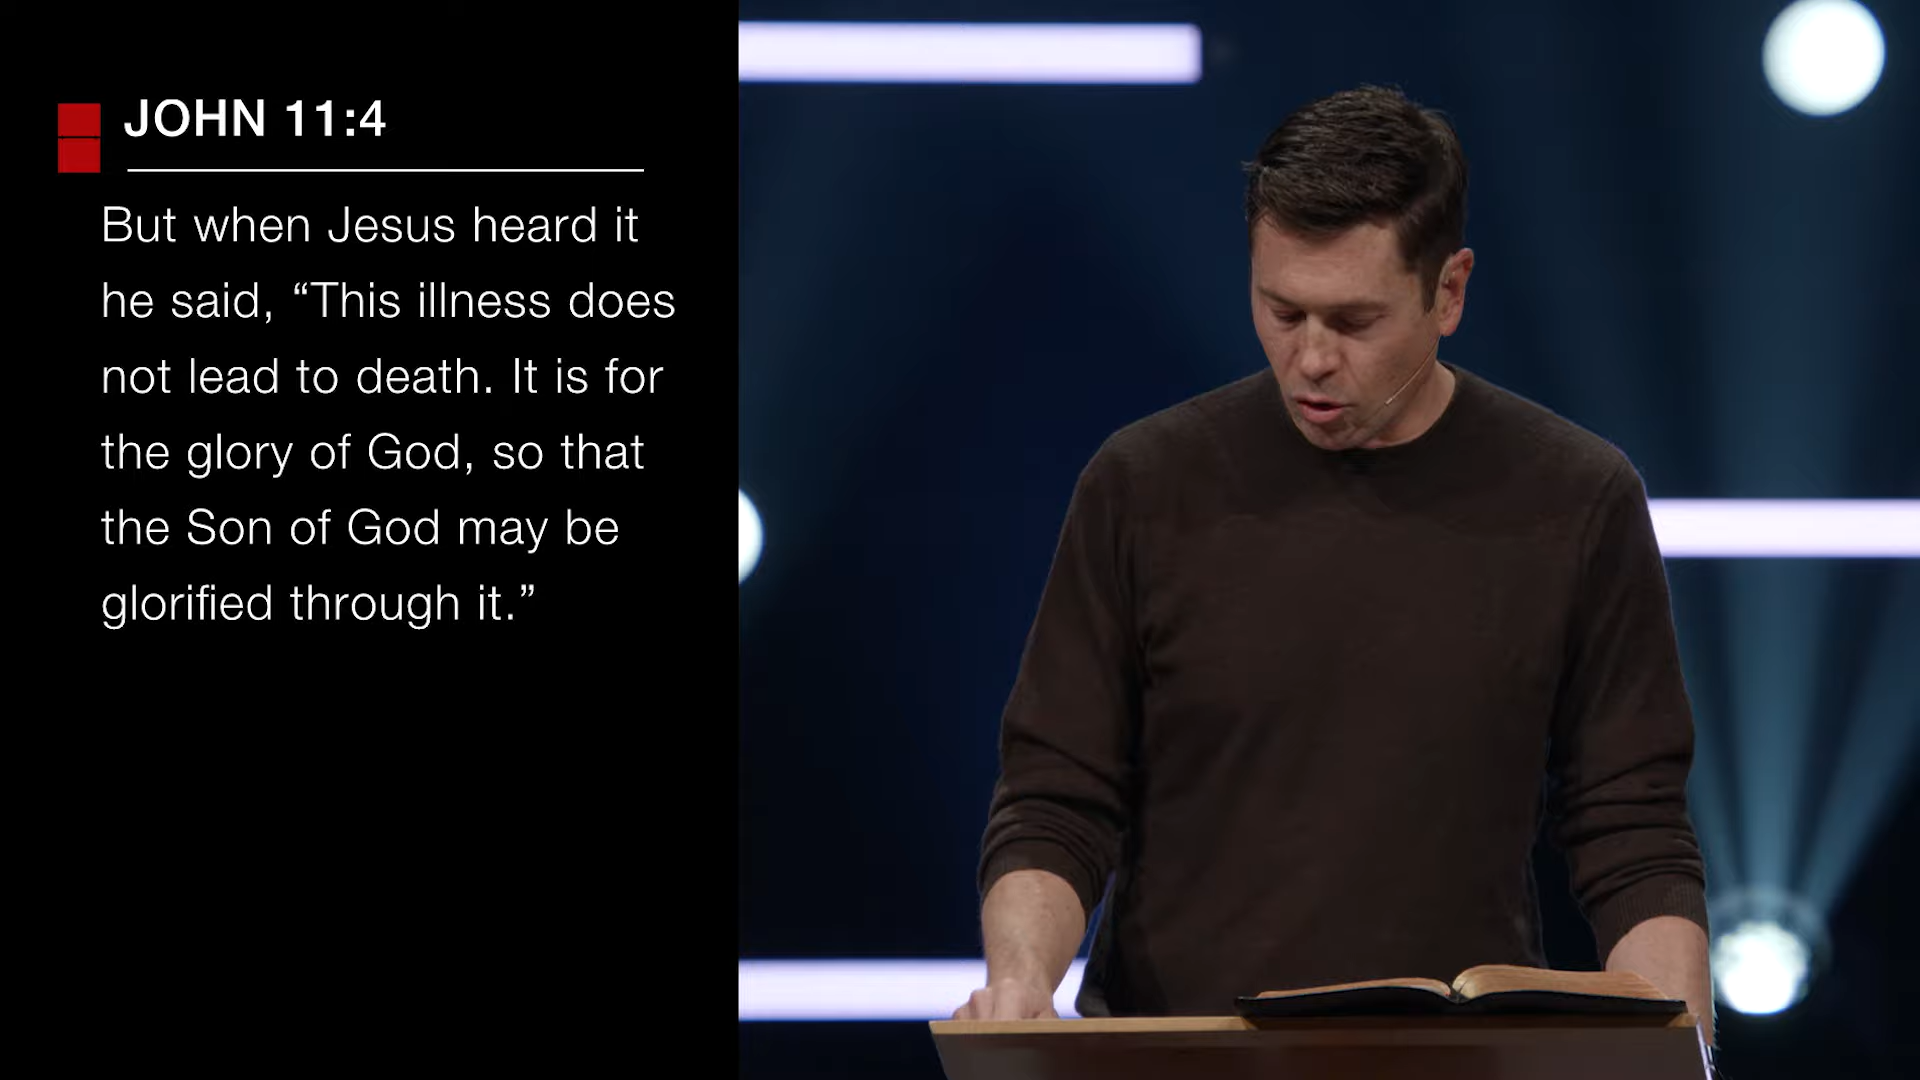 JOHN 11:4
But when Jesus heard it
he said, “This illness does
not lead to death. It is for
the glory of God, so that
the Son of God may be
glorified through it.”